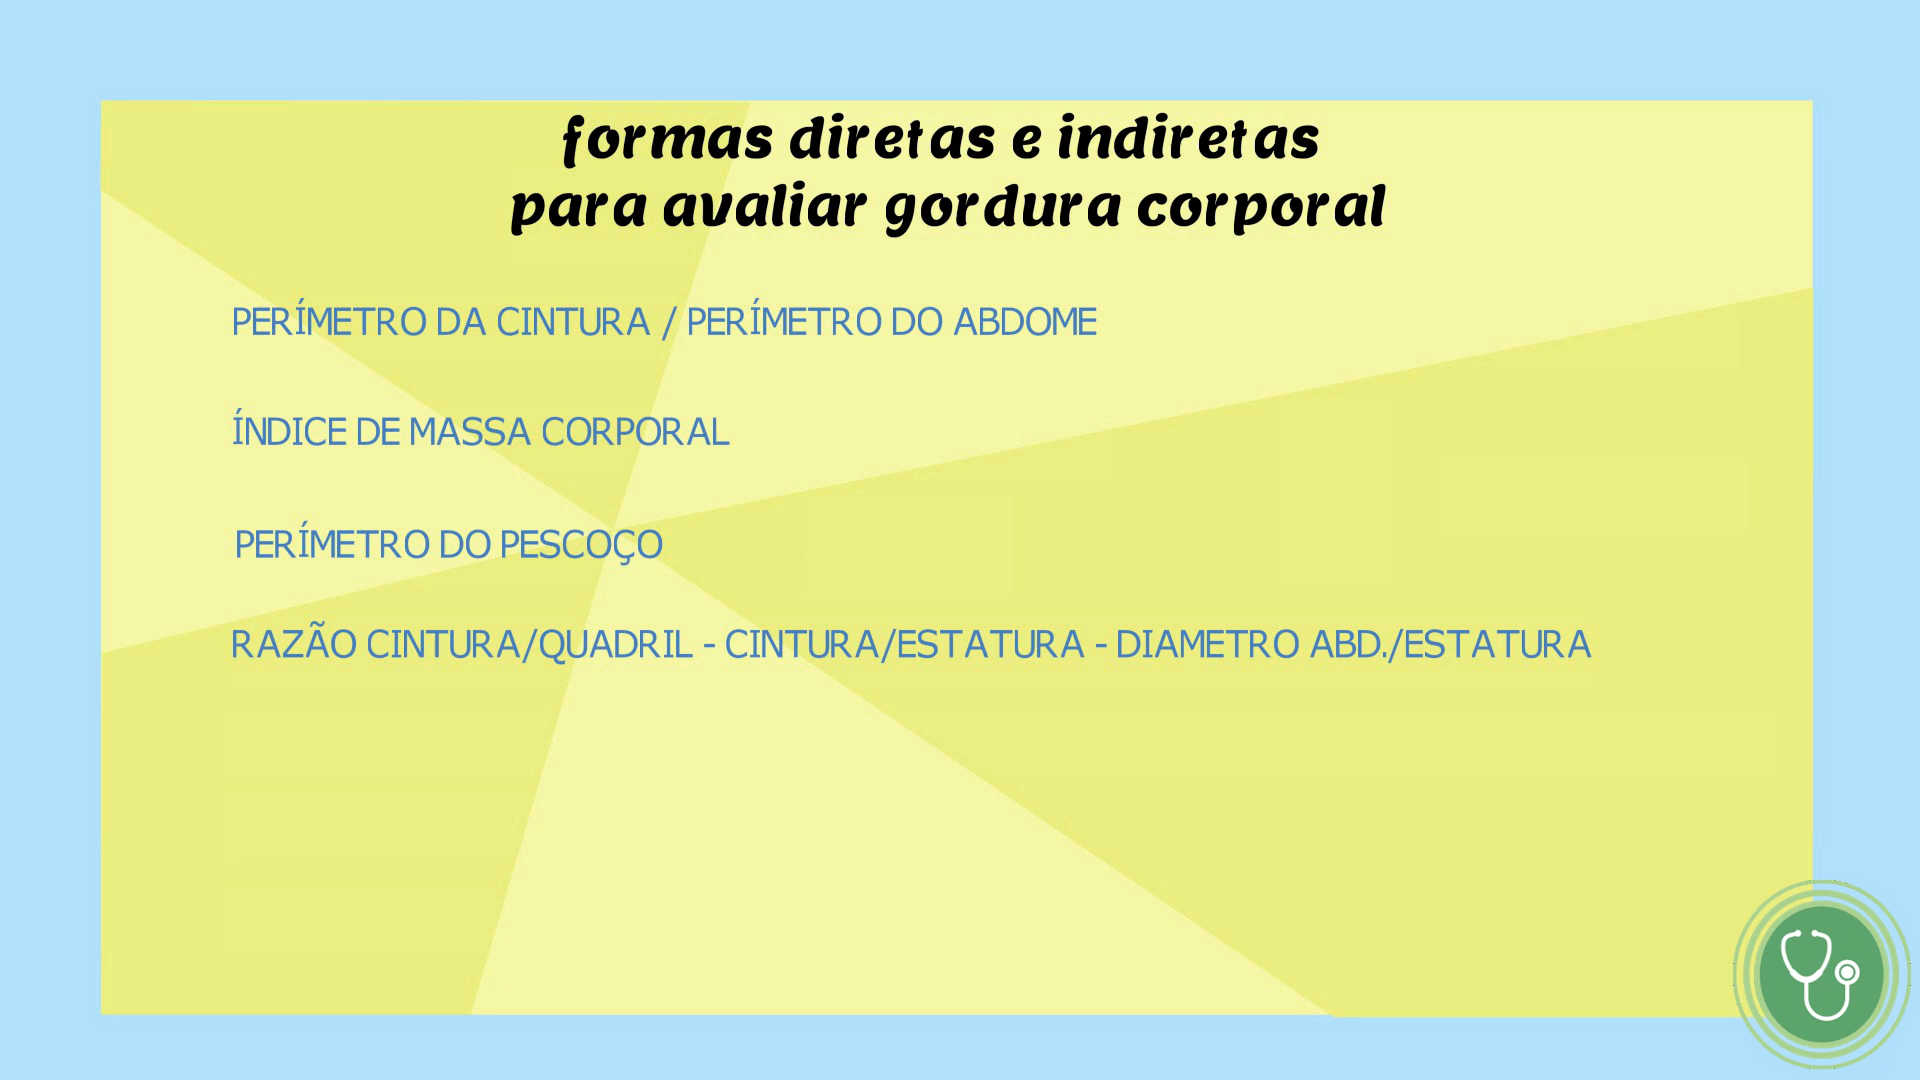 formas diretas e indiretas
para avaliar gordura corporal
PERÍMETRO DA CINTURA / PERÍMETRO DO ABDOME
ÍNDICE DE MASSA CORPORAL
PERÍMETRO DO PESCOÇO
RAZÃO CINTURA/QUADRIL - CINTURA/ESTATURA - DIAMETRO ABD./ESTATURA